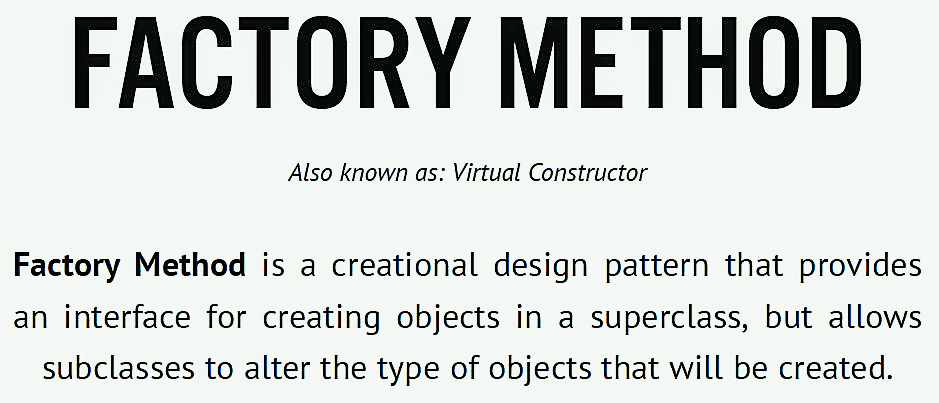 FACTORY METHOD
Also known as: Virtual Constructor
Factory Method is a creational design pattern that provides
an interface for creating objects in a superclass, but allows
subclasses to alter the type of objects that will be created.